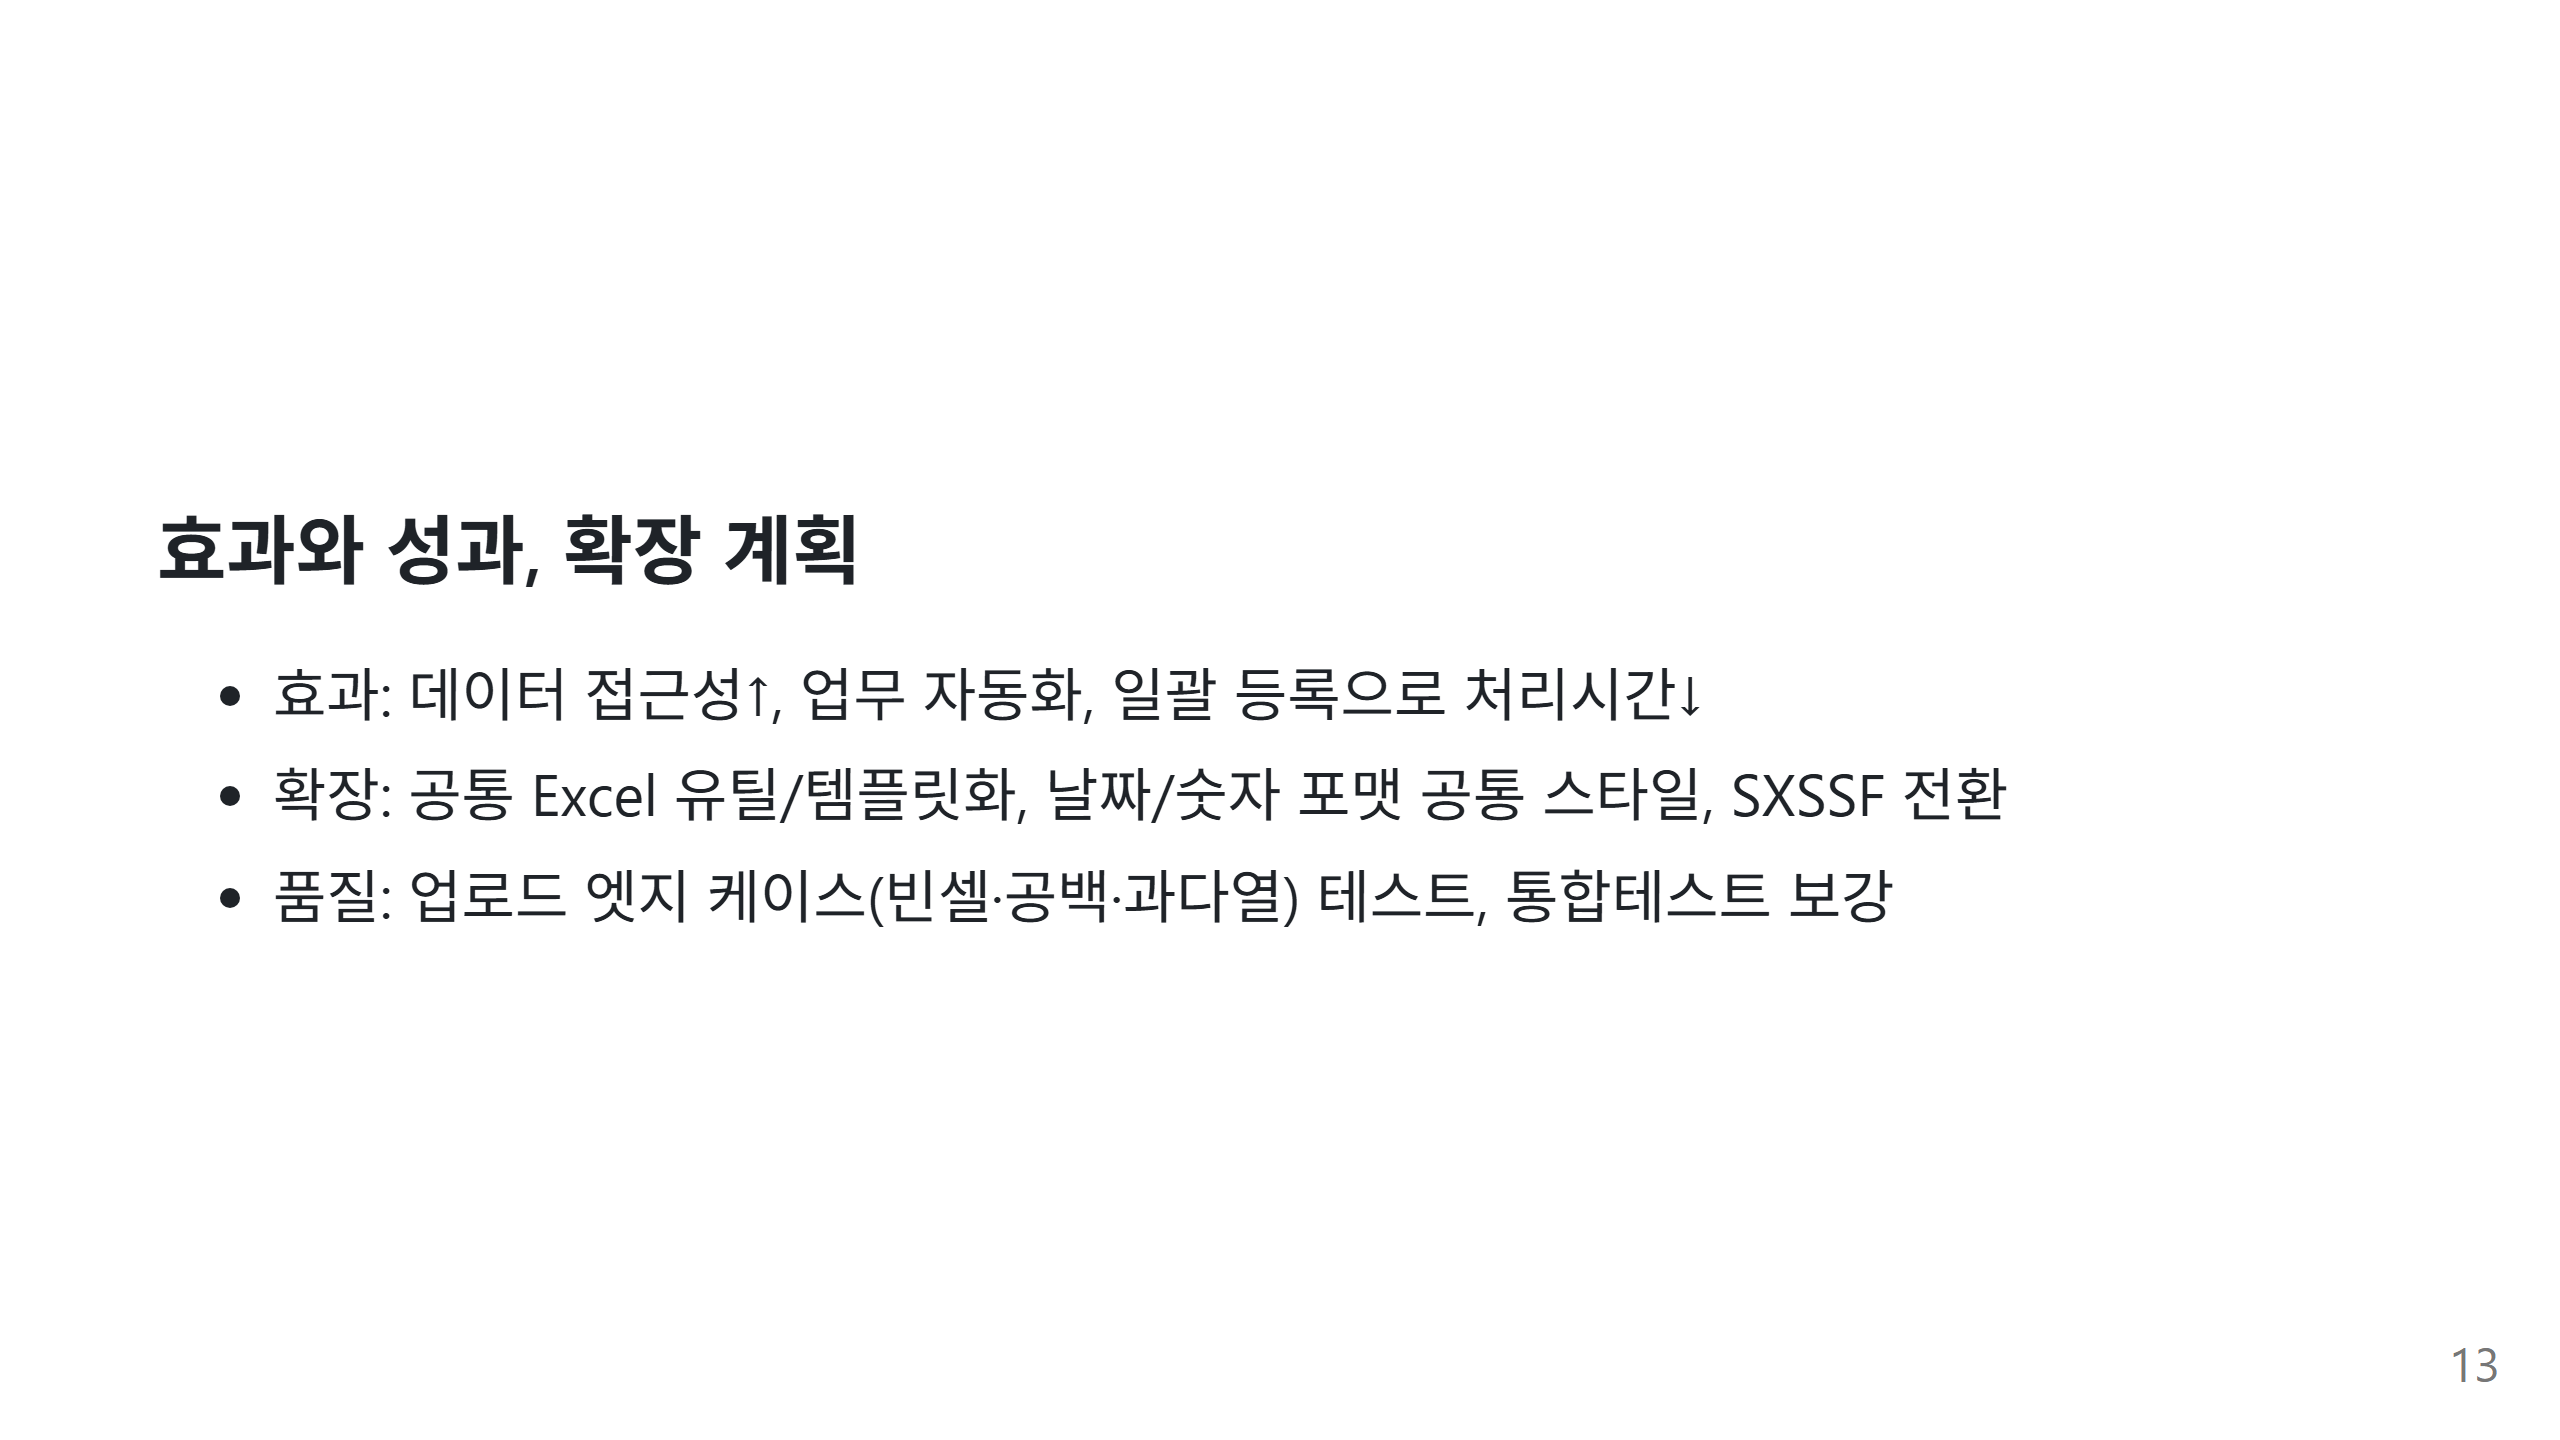 효과와 성과, 확장 계획
• 효과: 데이터 접근성↑, 업무 자동화, 일괄 등록으로 처리시간↓
• 확장: 공통 Excel 유틸/템플릿화, 날짜/숫자 포맷 공통 스타일, SXSSF 전환
• 품질: 업로드 엣지 케이스(빈셀·공백·과다열) 테스트, 통합테스트 보강
13